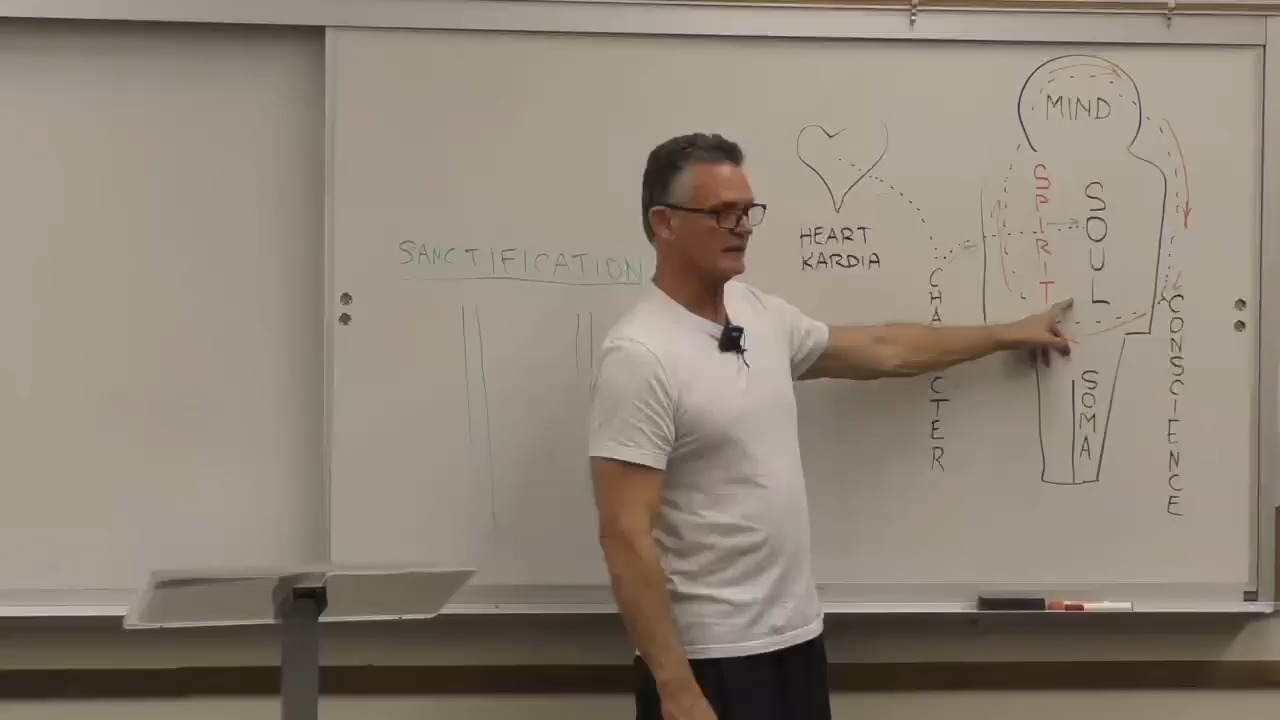 SANCTIFICATION
HEART
KARDIA
CHA CTER
MIND
SPIRIT
SOUL
SOMA
CONSCIENCE